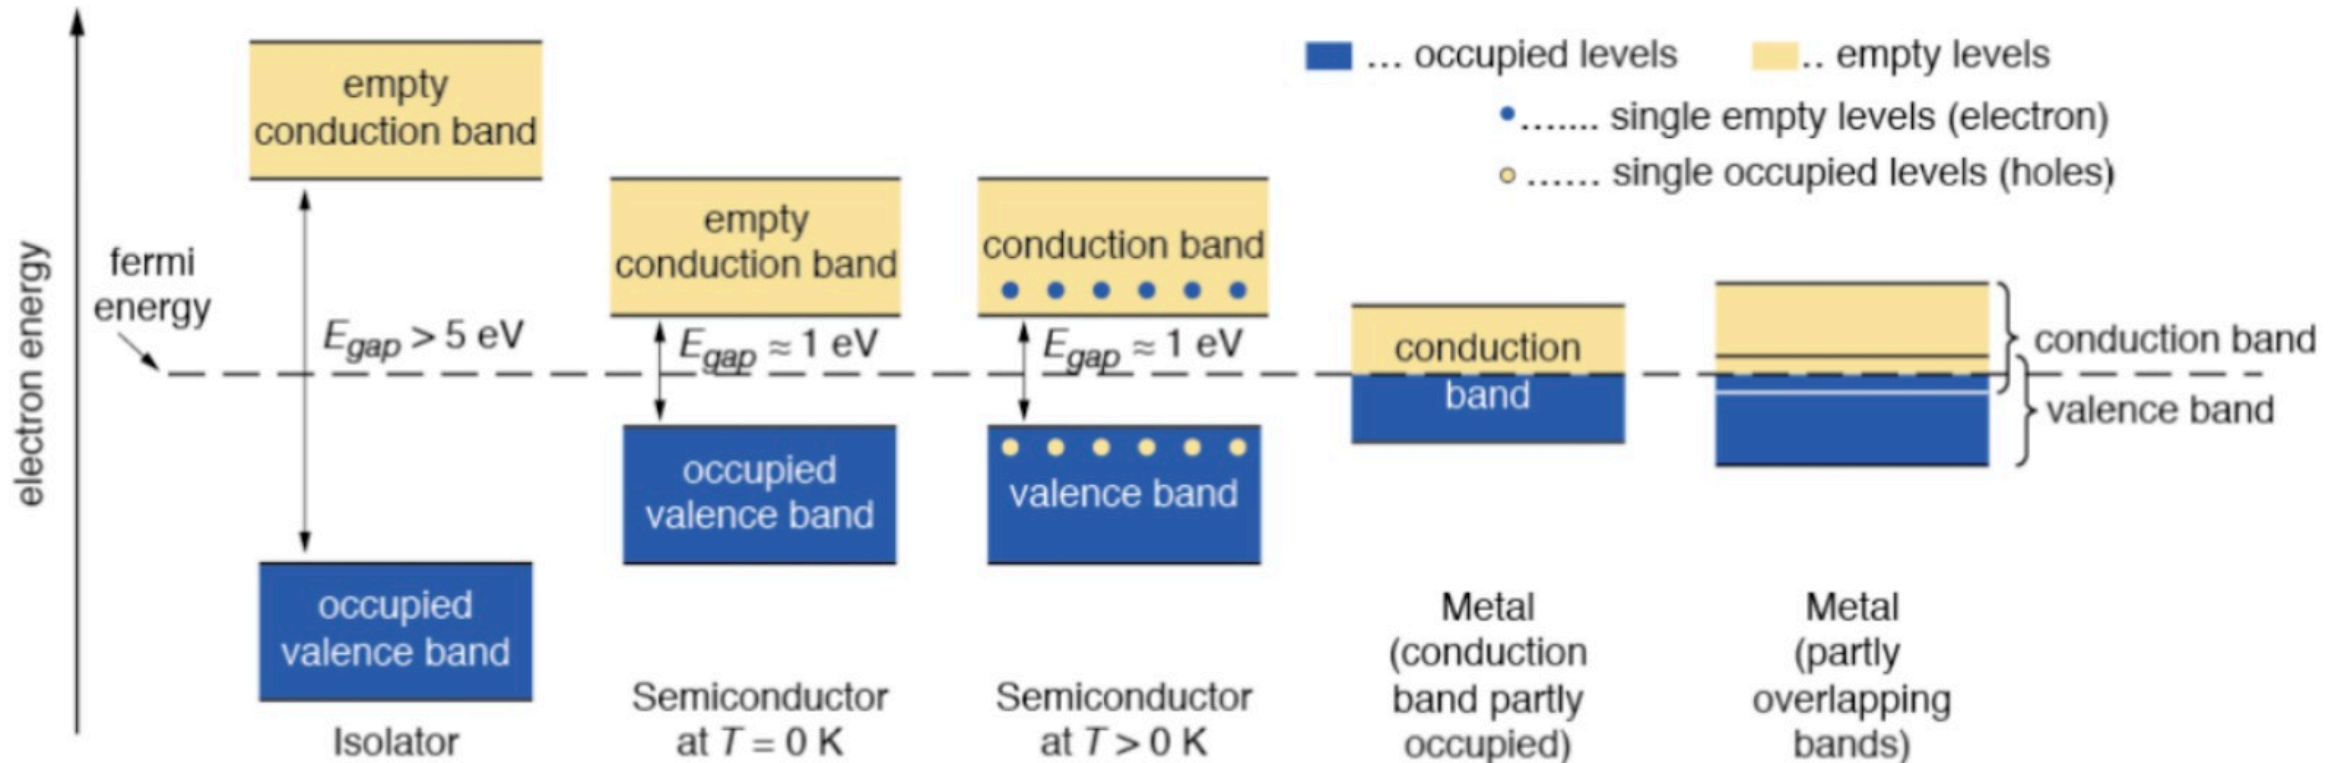 ... occupied levels
.. empty levels
....... single empty levels (electron)
...... single occupied levels (holes)
electron energy
fermi
energy
empty
conduction band
E_gap > 5 eV
occupied
valence band
Isolator
empty
conduction band
E_gap ≈ 1 eV
occupied
valence band
Semiconductor
at T = 0 K
conduction band
E_gap ≈ 1 eV
valence band
Semiconductor
at T > 0 K
conduction
band
Metal
(conduction
band partly
occupied)
conduction band
valence band
Metal
(partly
overlapping
bands)